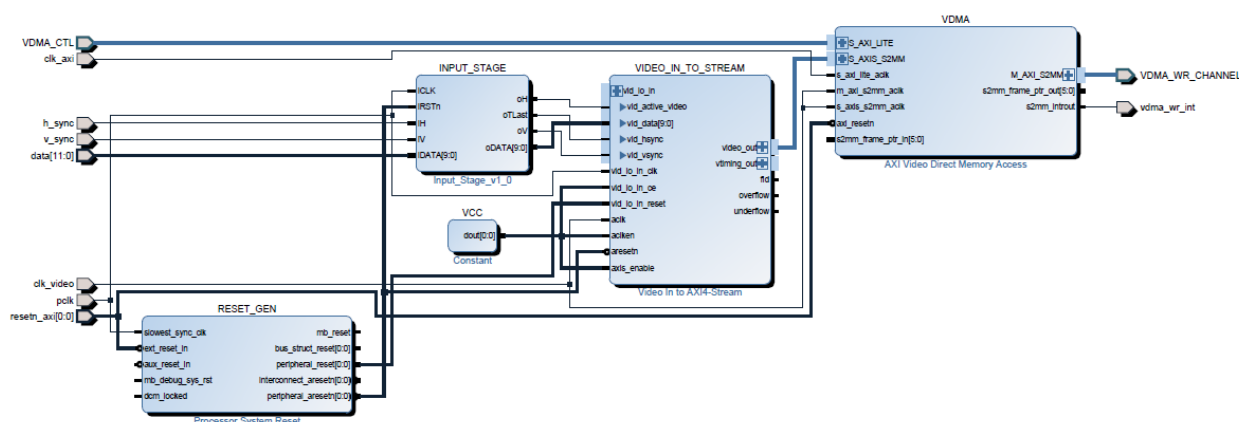 VDMA_CTL
clk_axi
h_sync
v_sync
data[11:0]
clk_video
pclk
resetn_axi[0:0]
INPUT_STAGE
ICLK
IRSTn
IH
IV
IDATA[9:0]
oH
oTLast
oV
oDATA[9:0]
Input_Stage_v1_0
VCC
dout[0:0]
Constant
RESET_GEN
slowest_sync_clk
ext_reset_in
aux_reset_in
mb_debug_sys_rst
dcm_locked
mb_reset
bus_struct_reset[0:0]
peripheral_reset[0:0]
interconnect_aresetn[0:0]
peripheral_aresetn[0:0]
Processor System Reset
VIDEO_IN_TO_STREAM
vid_io_in
vid_active_video
vid_data[9:0]
vid_hsync
vid_vsync
vid_io_in_clk
vid_io_in_ce
vid_io_in_reset
aclk
aclken
aresetn
axis_enable
video_out
vtiming_out
fid
overflow
underflow
Video In to AXI4-Stream
VDMA
S_AXI_LITE
S_AXIS_S2MM
s_axi_lite_aclk
m_axi_s2mm_aclk
s_axis_s2mm_aclk
axi_resetn
s2mm_frame_ptr_in[5:0]
M_AXI_S2MM
s2mm_frame_ptr_out[5:0]
s2mm_introut
AXI Video Direct Memory Access
VDMA_WR_CHANNEL
vdma_wr_int